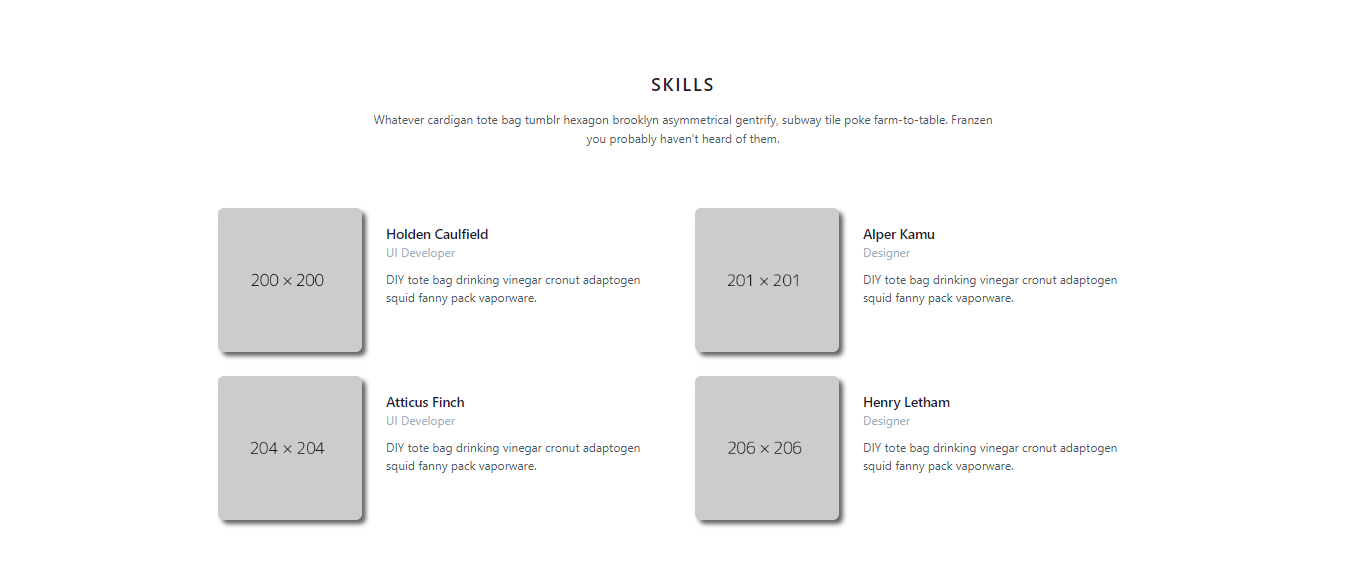 SKILLS
Whatever cardigan tote bag tumblr hexagon brooklyn asymmetrical gentrify, subway tile poke farm-to-table. Franzen
you probably haven't heard of them.
200 × 200
Holden Caulfield
UI Developer
DIY tote bag drinking vinegar cronut adaptogen
squid fanny pack vaporware.
201 × 201
Alper Kamu
Designer
DIY tote bag drinking vinegar cronut adaptogen
squid fanny pack vaporware.
204 × 204
Atticus Finch
UI Developer
DIY tote bag drinking vinegar cronut adaptogen
squid fanny pack vaporware.
206 × 206
Henry Letham
Designer
DIY tote bag drinking vinegar cronut adaptogen
squid fanny pack vaporware.